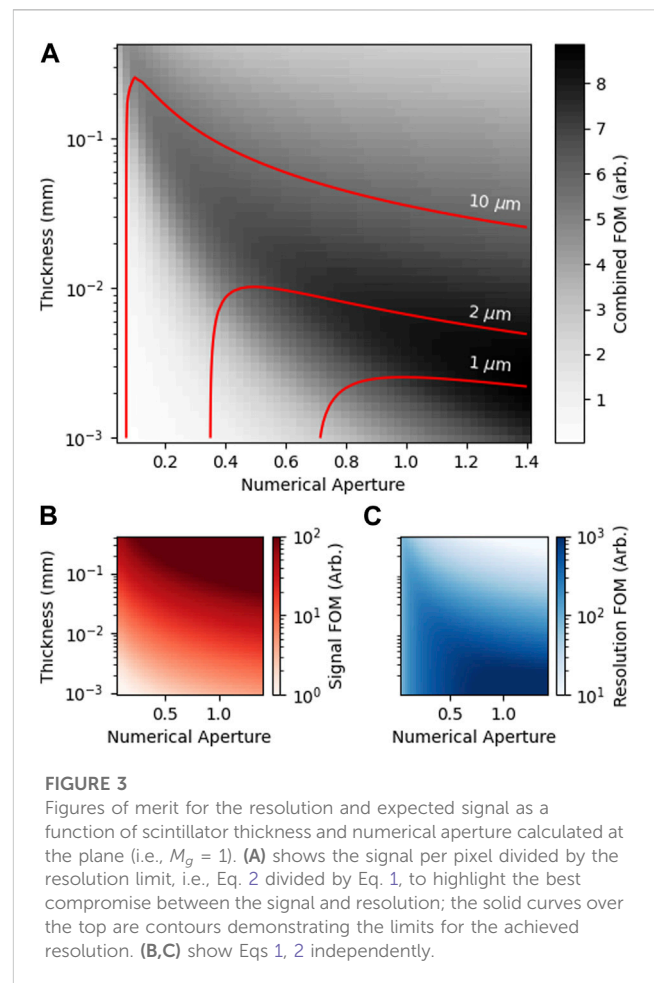 A
Thickness (mm)
10⁻¹
10⁻²
10⁻³
10 μm
2 μm
1 μm
0.2 0.4 0.6 0.8 1.0 1.2 1.4
Numerical Aperture
8
7
6
5
4
3
2
1
Combined FOM (arb.)
B
Thickness (mm)
10⁻¹
10⁻²
10⁻³
0.5 1.0
Numerical Aperture
10²
10¹
10⁰
Signal FOM (Arb.)
C
0.5 1.0
Numerical Aperture
10³
10²
10¹
Resolution FOM (Arb.)
FIGURE 3
Figures of merit for the resolution and expected signal as a
function of scintillator thickness and numerical aperture calculated at
the plane (i.e., Mg = 1). (A) shows the signal per pixel divided by the
resolution limit, i.e., Eq. 2 divided by Eq. 1, to highlight the best
compromise between the signal and resolution; the solid curves over
the top are contours demonstrating the limits for the achieved
resolution. (B,C) show Eqs 1, 2 independently.